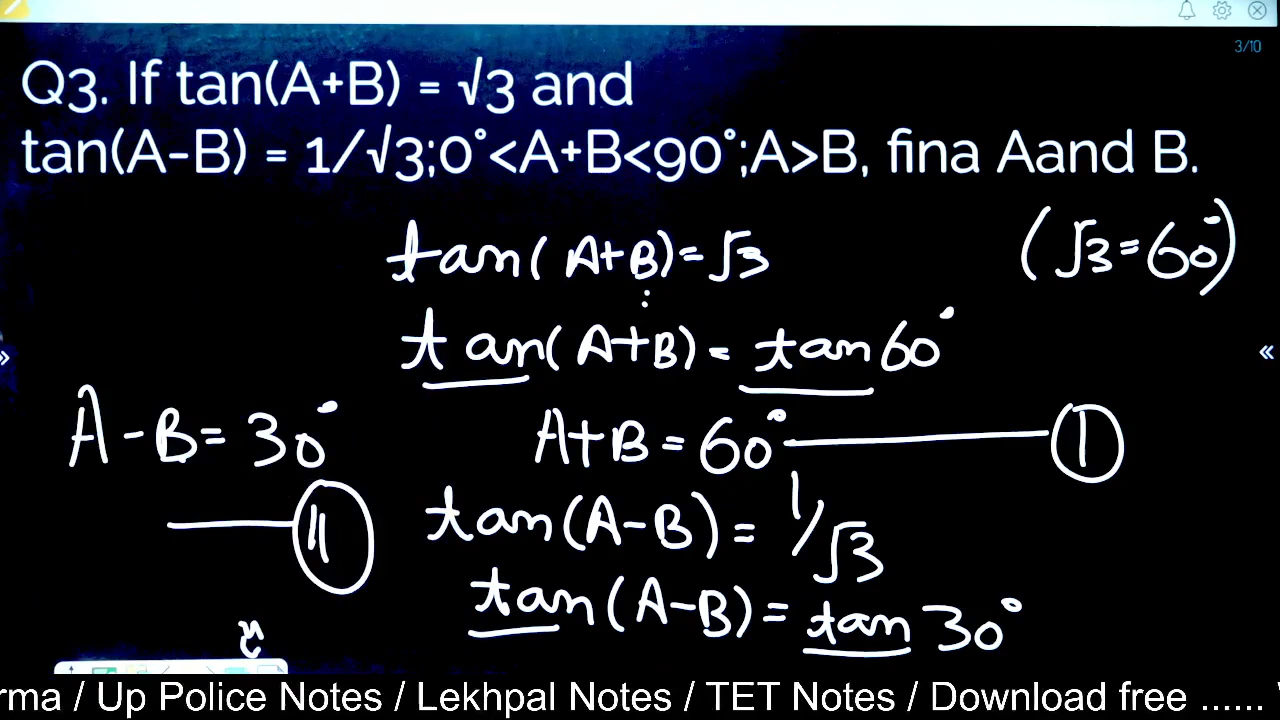 3/10
Q3. If tan(A+B) = √3 and
tan(A-B) = 1/√3;0°<A+B<90°;A>B, fina Aand B.
tan(A+B)=√3 (√3=60°)
tan(A+B)= tan60°
A-B=30° A+B=60° 1
11 tan(A-B)= 1/√3
tan(A-B)=tan 30°
rma / Up Police Notes / Lekhpal Notes / TET Notes / Download free ......